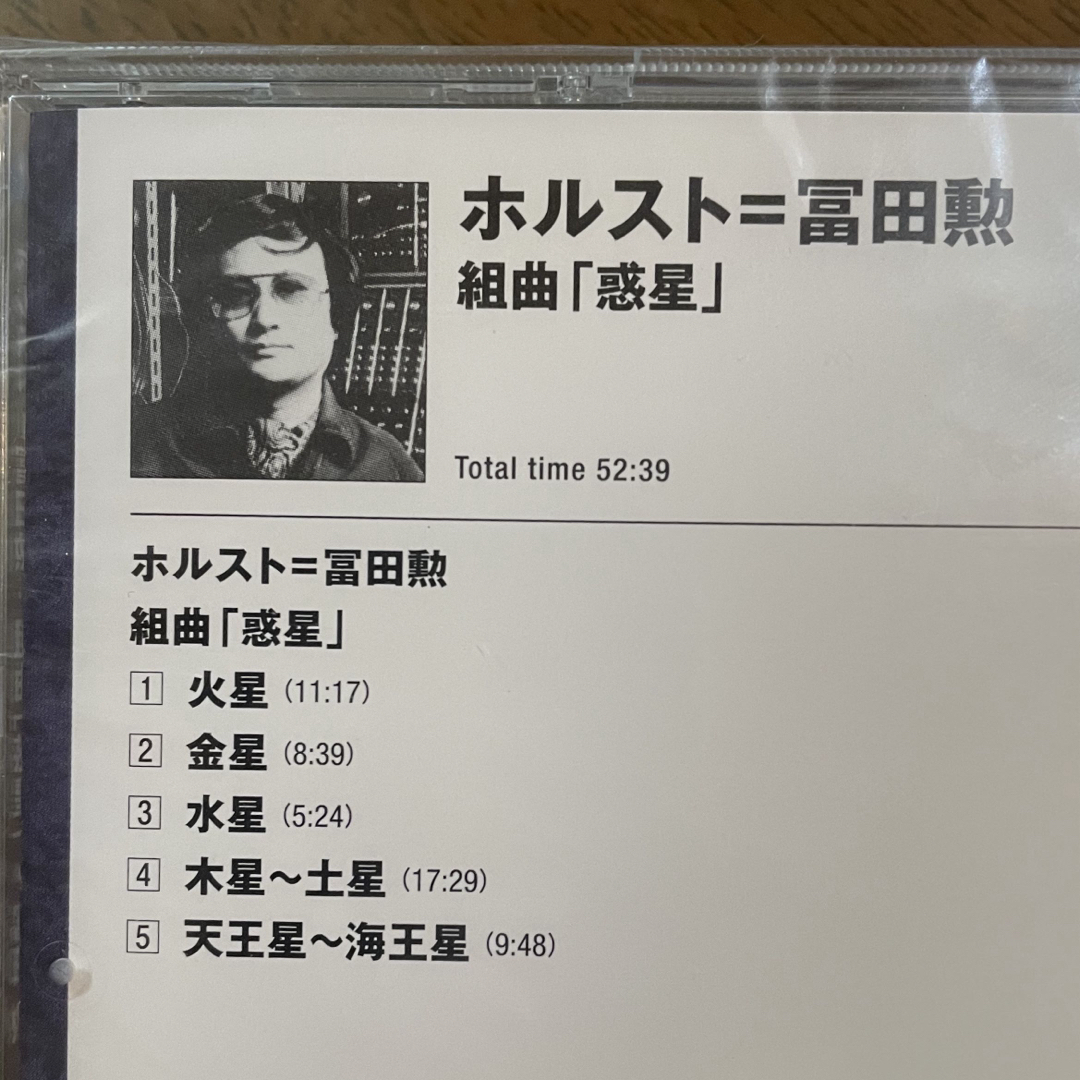 ホルスト=冨田勲
組曲「惑星」
Total time 52:39
ホルスト=冨田勲
組曲「惑星」
1 火星 (11:17)
2 金星 (8:39)
3 水星 (5:24)
4 木星〜土星 (17:29)
5 天王星〜海王星 (9:48)